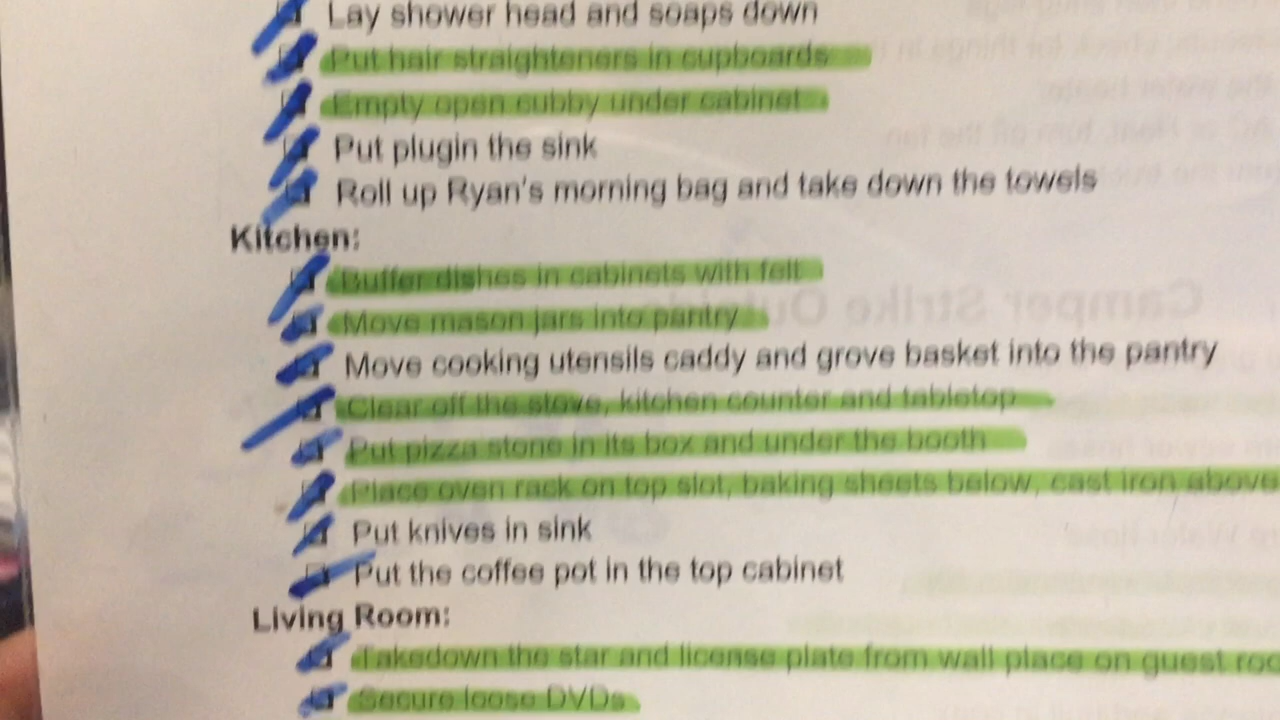 Lay shower head and soaps down
Put hair straighteners in cupboards
Empty open cubby under cabinet
Put plugin the sink
Roll up Ryan's morning bag and take down the towels
Kitchen:
Buffer dishes in cabinets with felt
Move mason jars into pantry
Move cooking utensils caddy and grove basket into the pantry
Clear off the stove, kitchen counter and tabletop
Put pizza stone in its box and under the booth
Place oven rack on top slot, baking sheets below, cast iron above
Put knives in sink
Put the coffee pot in the top cabinet
Living Room:
Takedown the star and license plate from wall place on guest
Secure loose DVDs